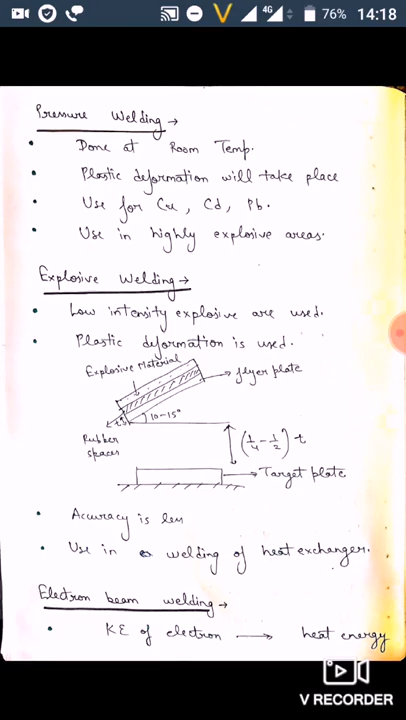 4G 76% 14:18
Pressure Welding →
• Done at Room Temp.
• Plastic deformation will take place
• Use for Cu, Cd, Pb.
• Use in highly explosive areas.
Explosive Welding →
• Low intensity explosive are used.
• Plastic deformation is used.
Explosive Material
flyer plate
10-15°
Rubber
spaces
(1/4 - 1/2) t
Target plate
• Accuracy is less
• Use in welding of heat exchanger.
Electron beam welding →
• KE of electron → heat energy
V RECORDER